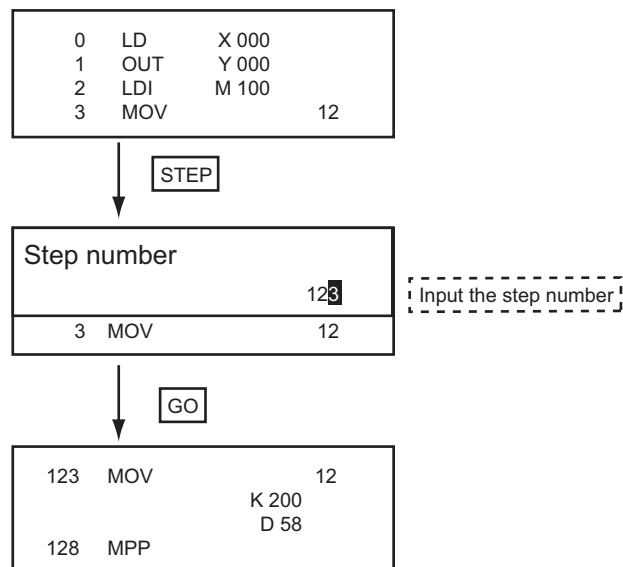 0 LD X 000
1 OUT Y 000
2 LDI M 100
3 MOV 12
STEP
Step number
123
Input the step number
3 MOV 12
GO
123 MOV 12
K 200
D 58
128 MPP